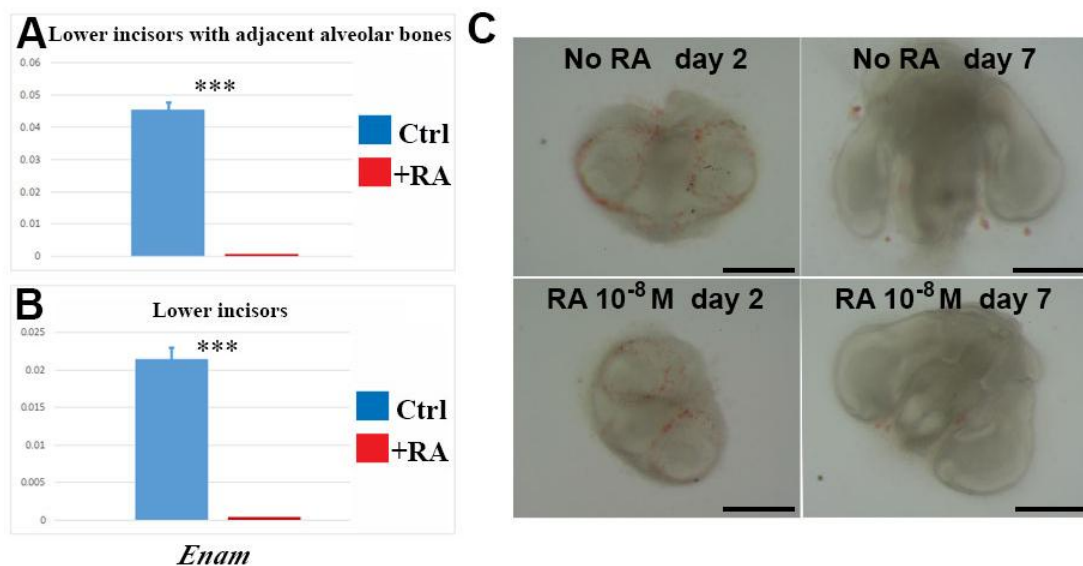 A
Lower incisors with adjacent alveolar bones
0.06
0.05
0.04
0.03
0.02
0.01
0
***
Ctrl
+RA
B
Lower incisors
0.025
0.02
0.015
0.01
0.005
0
***
Ctrl
+RA
Enam
C
No RA day 2
No RA day 7
RA 10⁻⁸ M day 2
RA 10⁻⁸ M day 7